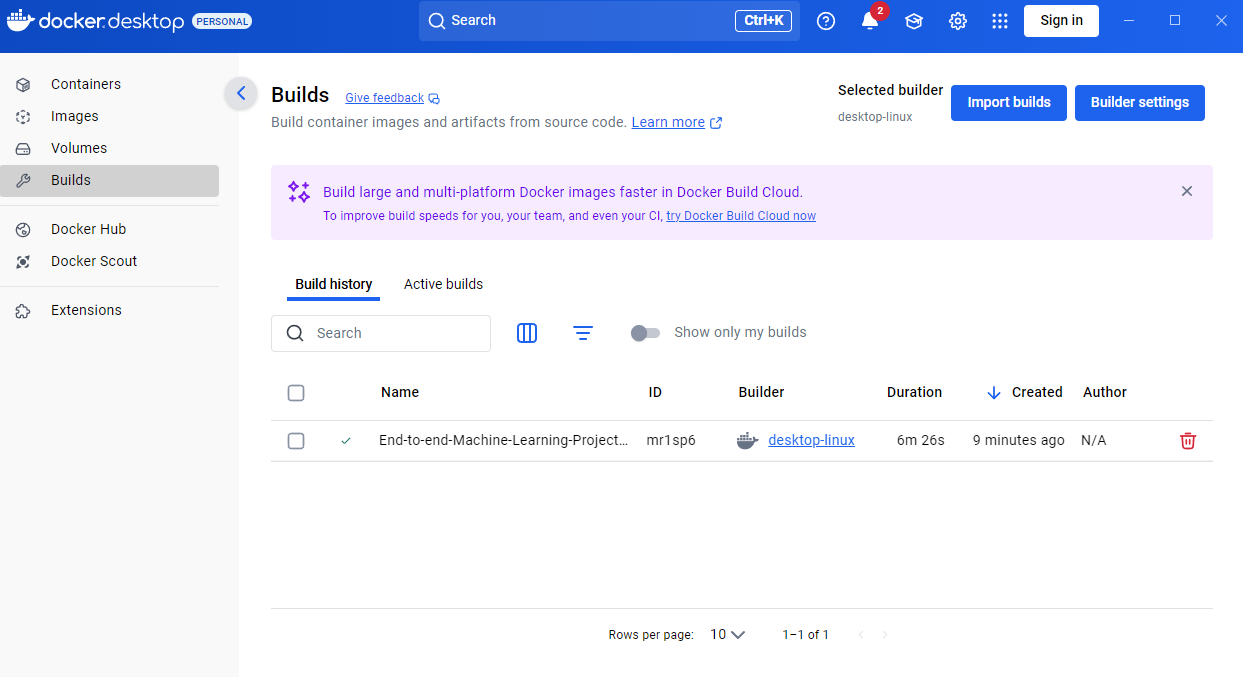 docker.desktop PERSONAL Search Ctrl+K 2 Sign in
Containers
Images
Volumes
Builds
Docker Hub
Docker Scout
Extensions
Builds Give feedback
Build container images and artifacts from source code. Learn more
Selected builder
desktop-linux
Import builds
Builder settings
Build large and multi-platform Docker images faster in Docker Build Cloud.
To improve build speeds for you, your team, and even your CI, try Docker Build Cloud now
Build history Active builds
Search Show only my builds
Name ID Builder Duration Created Author
End-to-end-Machine-Learning-Project... mr1sp6 desktop-linux 6m 26s 9 minutes ago N/A
Rows per page: 10 1–1 of 1